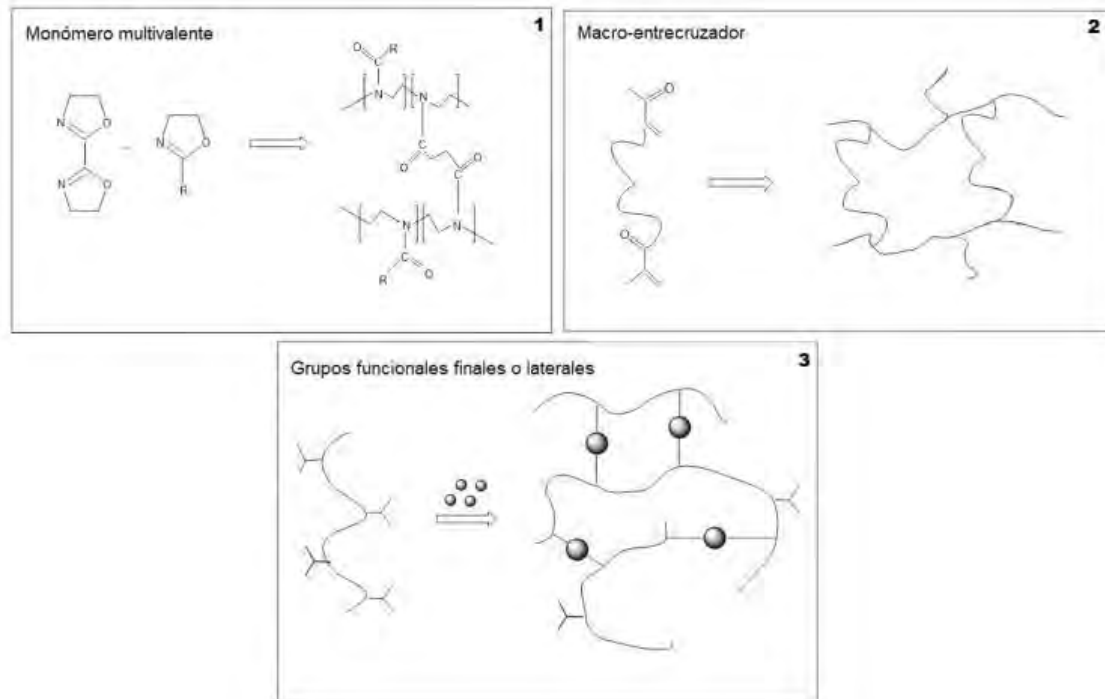 Monómero multivalente
1
N
O
N
O
N
O
R
O
R
C
N
N
O
C
C
O
N
N
C
R
O
Macro-entrecruzador
2
O
O
Grupos funcionales finales o laterales
3